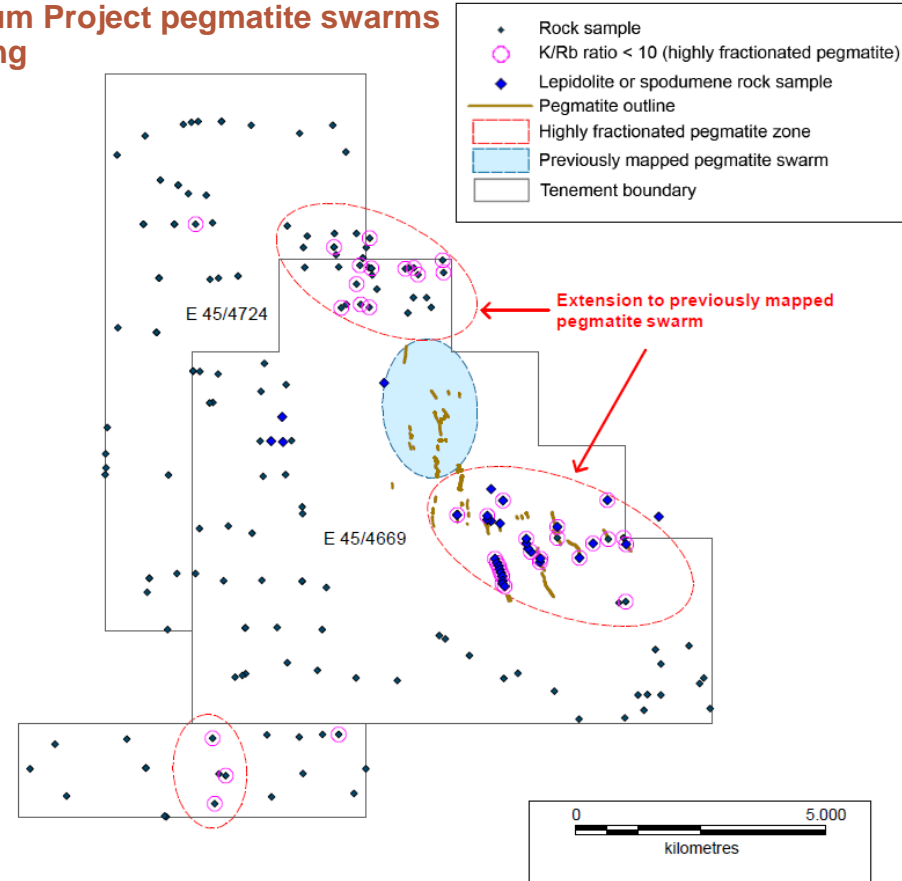 um Project pegmatite swarms
ng
Rock sample
K/Rb ratio < 10 (highly fractionated pegmatite)
Lepidolite or spodumene rock sample
Pegmatite outline
Highly fractionated pegmatite zone
Previously mapped pegmatite swarm
Tenement boundary
E 45/4724
Extension to previously mapped
pegmatite swarm
E 45/4669
0 5.000
kilometres